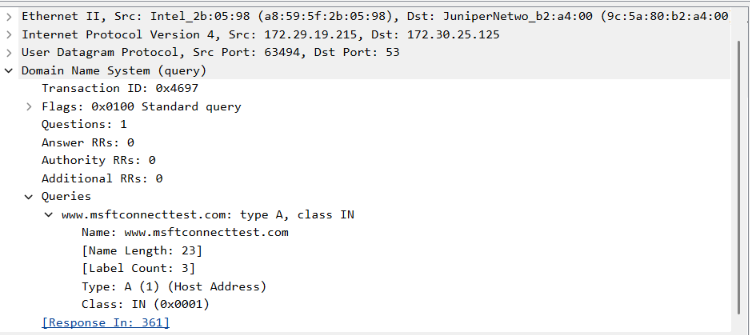 Ethernet II, Src: Intel_2b:05:98 (a8:59:5f:2b:05:98), Dst: JuniperNetwo_b2:a4:00 (9c:5a:80:b2:a4:00
Internet Protocol Version 4, Src: 172.29.19.215, Dst: 172.30.25.125
User Datagram Protocol, Src Port: 63494, Dst Port: 53
Domain Name System (query)
Transaction ID: 0x4697
Flags: 0x0100 Standard query
Questions: 1
Answer RRs: 0
Authority RRs: 0
Additional RRs: 0
Queries
www.msftconnecttest.com: type A, class IN
Name: www.msftconnecttest.com
[Name Length: 23]
[Label Count: 3]
Type: A (1) (Host Address)
Class: IN (0x0001)
[Response In: 361]